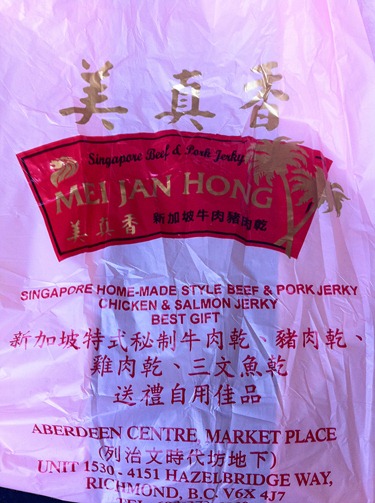 美真香
Singapore Beef & Pork Jerky
MEI JAN HONG
美真香 新加坡牛肉豬肉乾
SINGAPORE HOME-MADE STYLE BEEF & PORK JERKY
CHICKEN & SALMON JERKY
BEST GIFT
新加坡特式秘制牛肉乾、豬肉乾、
雞肉乾、三文魚乾
送禮自用佳品
ABERDEEN CENTRE, MARKET PLACE
(列治文時代坊地下)
UNIT 1530 - 4151 HAZELBRIDGE WAY,
RICHMOND, B.C. V6X 4J7